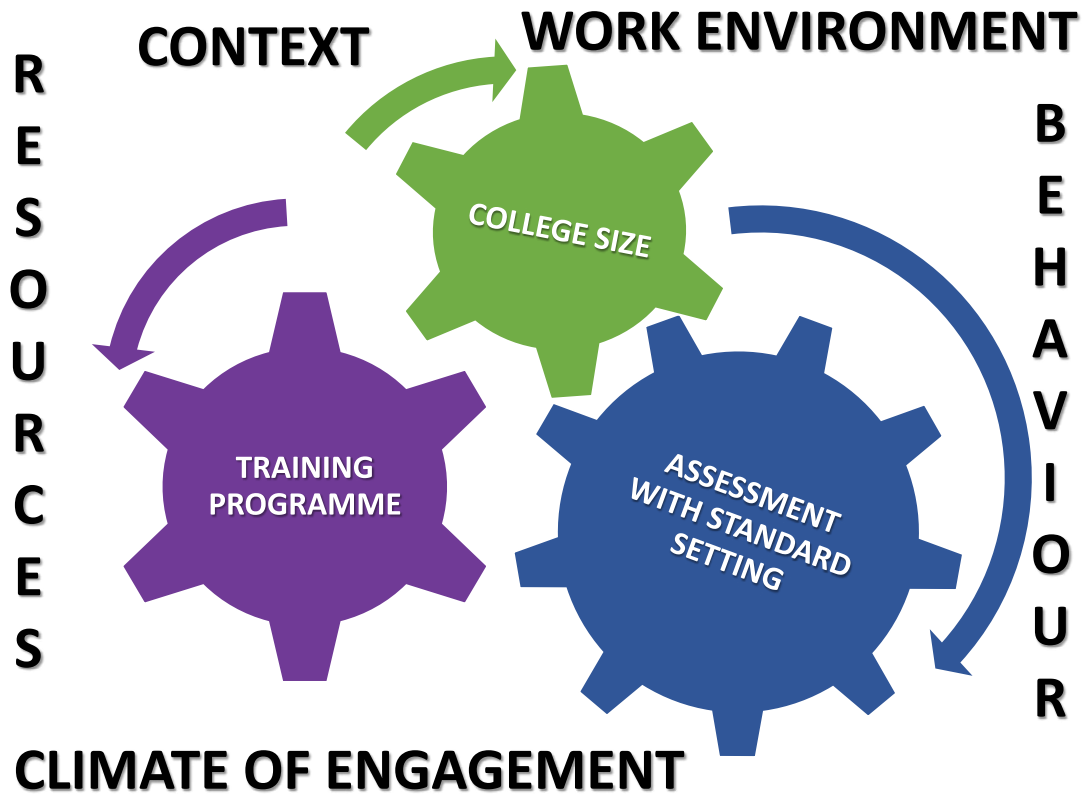 CONTEXT
WORK ENVIRONMENT
RESOURCES
BEHAVIOUR
COLLEGE SIZE
TRAINING
PROGRAMME
ASSESSMENT
WITH STANDARD
SETTING
CLIMATE OF ENGAGEMENT